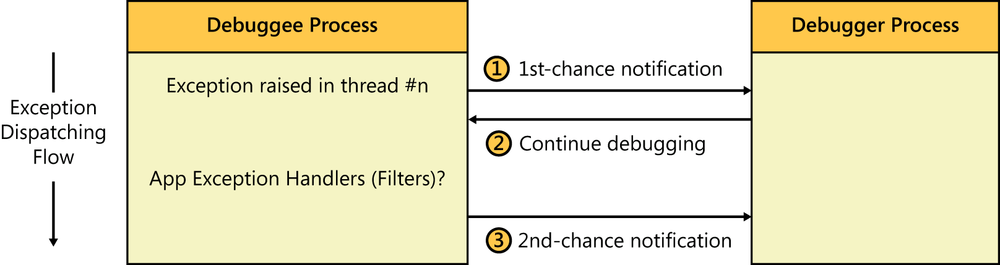 Debuggee Process
Debugger Process
Exception
Dispatching
Flow
Exception raised in thread #n
App Exception Handlers (Filters)?
1 1st-chance notification
2 Continue debugging
3 2nd-chance notification